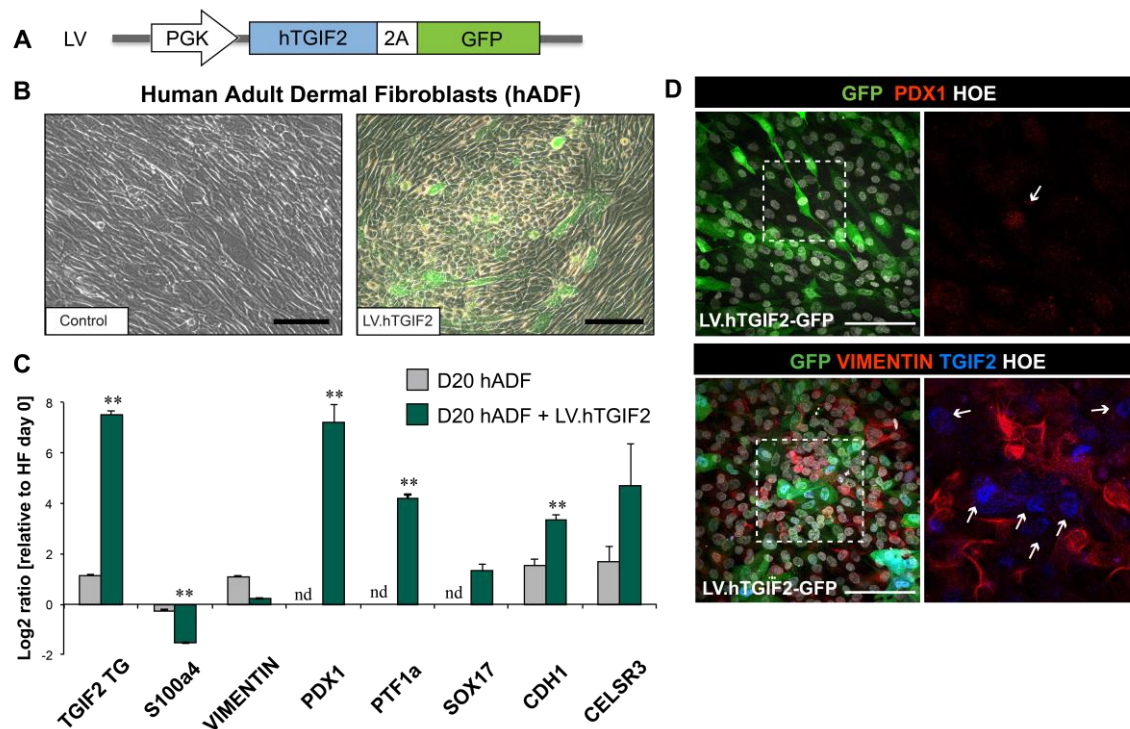 A LV PGK hTGIF2 2A GFP
B Human Adult Dermal Fibroblasts (hADF)
Control
LV.hTGIF2
C
D20 hADF
D20 hADF + LV.hTGIF2
Log2 ratio [relative to HF day 0]
8
6
4
2
0
-2
** ** ** ** **
nd nd nd
TGIF2 TG
S100a4
VIMENTIN
PDX1
PTF1a
SOX17
CDH1
CELSR3
D
GFP PDX1 HOE
LV.hTGIF2-GFP
GFP VIMENTIN TGIF2 HOE
LV.hTGIF2-GFP